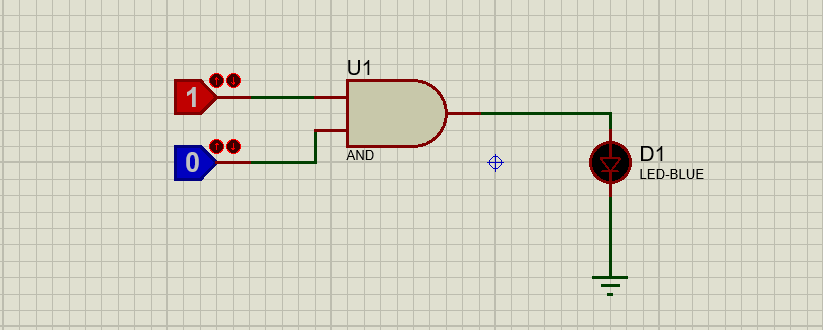 U1
1
0
AND
D1
LED-BLUE